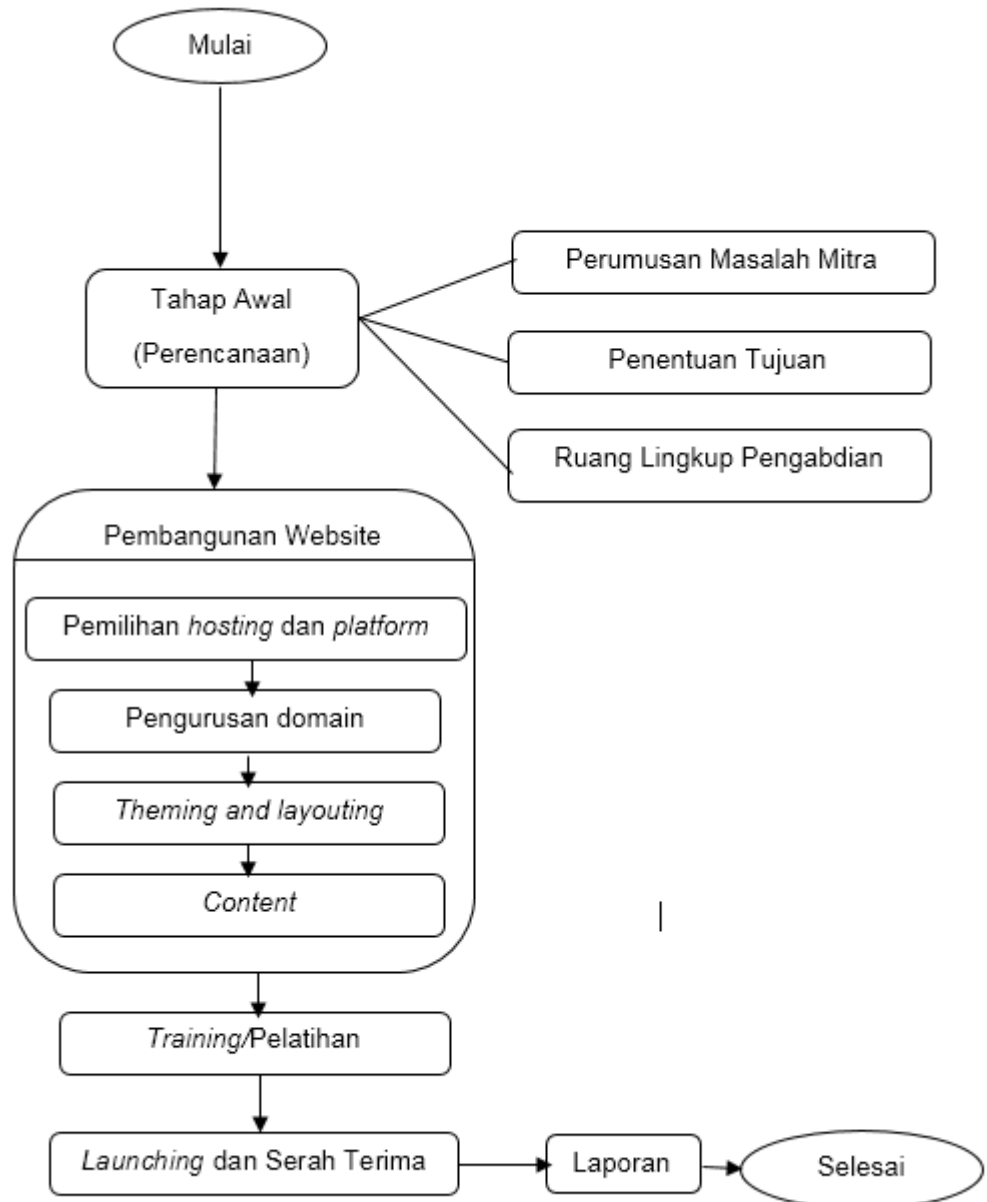 Mulai
Tahap Awal
(Perencanaan)
Perumusan Masalah Mitra
Penentuan Tujuan
Ruang Lingkup Pengabdian
Pembangunan Website
Pemilihan hosting dan platform
Pengurusan domain
Theming and layouting
Content
Training/Pelatihan
Launching dan Serah Terima
Laporan
Selesai